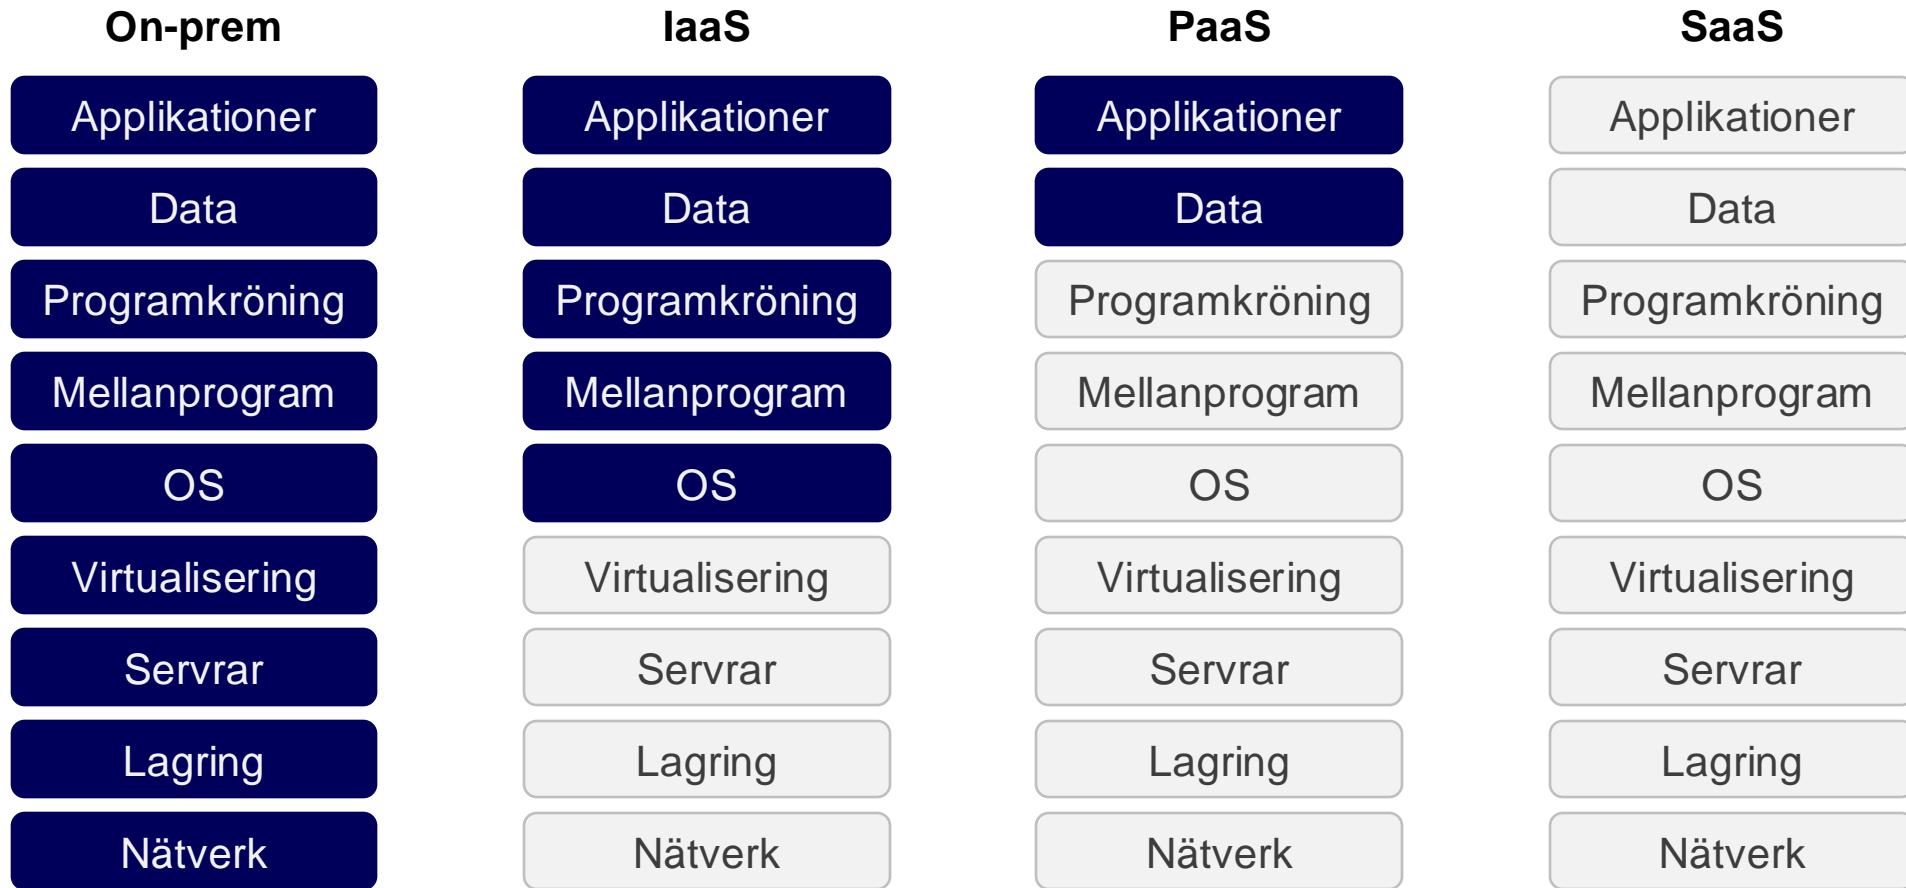 On-prem
Applikationer
Data
Programkröning
Mellanprogram
OS
Virtualisering
Servrar
Lagring
Nätverk
IaaS
Applikationer
Data
Programkröning
Mellanprogram
OS
Virtualisering
Servrar
Lagring
Nätverk
PaaS
Applikationer
Data
Programkröning
Mellanprogram
OS
Virtualisering
Servrar
Lagring
Nätverk
SaaS
Applikationer
Data
Programkröning
Mellanprogram
OS
Virtualisering
Servrar
Lagring
Nätverk